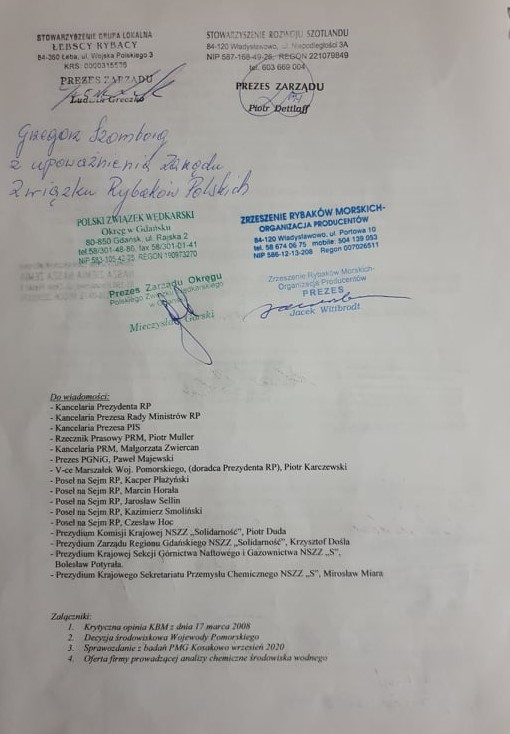 STOWARZYSZENIE GRUPA LOKALNA
ŁEBSCY RYBACY
84-360 Łeba, ul. Wojska Polskiego 3
KRS: 0000315535
PREZES ZARZĄDU
STOWARZYSZENIE ROZWOJU SZOTLANDU
84-120 Władysławowo, ul. Niepodległości 3A
NIP 587-168-49-26, REGON 221079849
tel. 603 669 004
PREZES ZARZĄDU
Piotr Dettlaff
Grzegorz Szomborg
z upoważnienia Zarządu
Związku Rybaków Polskich
POLSKI ZWIĄZEK WĘDKARSKI
Okręg w Gdańsku
80-850 Gdańsk, ul. Rajska 2
tel.58/301-48-86, fax 58/301-01-41
REGON 190973270
Prezes Zarządu Okręgu
Polskiego Związku Wędkarskiego
w Gdańsku
Mieczysław Górski
ZRZESZENIE RYBAKÓW MORSKICH-
ORGANIZACJA PRODUCENTÓW
84-120 Władysławowo, ul. Portowa 10
tel. 58 674 06 75 mobile: 504 139 053
NIP 586-12-13-208 Regon 007026511
Zrzeszenie Rybaków Morskich-
Organizacja Producentów
PREZES
Jacek Wittbrodt
Do wiadomości:
- Kancelaria Prezydenta RP
- Kancelaria Prezesa Rady Ministrów RP
- Kancelaria Prezesa PIS
- Rzecznik Prasowy PRM, Piotr Muller
- Kancelaria PRM, Małgorzata Zwiercan
- Prezes PGNiG, Paweł Majewski
- V-ce Marszałek Woj. Pomorskiego, (doradca Prezydenta RP), Piotr Karczewski
- Poseł na Sejm RP, Kacper Płażyński
- Poseł na Sejm RP, Marcin Horała
- Poseł na Sejm RP, Jarosław Sellin
- Poseł na Sejm RP, Kazimierz Smoliński
- Poseł na Sejm RP, Czesław Hoc
- Prezydium Komisji Krajowej NSZZ „Solidarność", Piotr Duda
- Prezydium Zarządu Regionu Gdańskiego NSZZ „Solidarność", Krzysztof Dośla
- Prezydium Krajowej Sekcji Górnictwa Naftowego i Gazownictwa NSZZ „S",
Bolesław Potyrała.
- Prezydium Krajowego Sekretariatu Przemysłu Chemicznego NSZZ „S", Mirosław Miara
Załączniki:
1. Krytyczna opinia KBM z dnia 17 marca 2008
2. Decyzja środowiskowa Wojewody Pomorskiego
3. Sprawozdanie z badań PMG Kosakowo wrzesień 2020
4. Oferta firmy prowadzącej analizy chemiczne środowiska wodnego